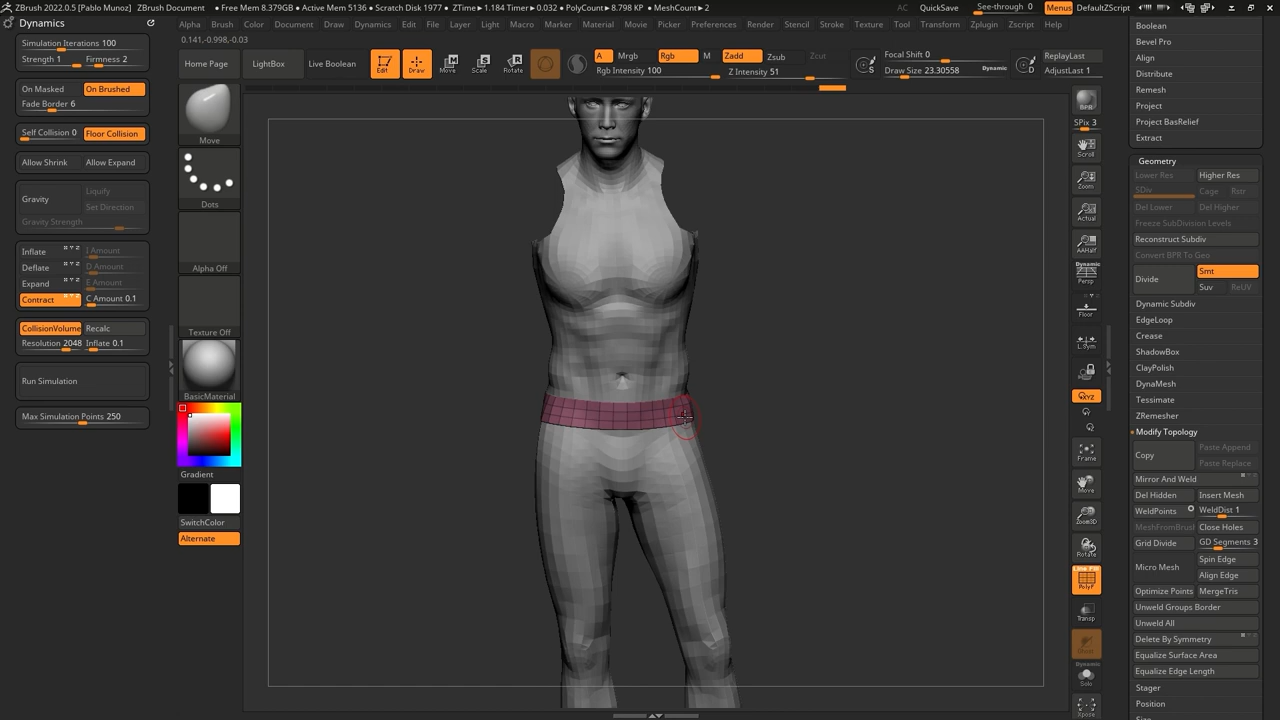 ZBrush 2022.0.5 [Pablo Munoz]
ZBrush Document
• Free Mem 8.379GB • Active Mem 5136 • Scratch Disk 1977 • ZTime►1.184 Timer►0.032 • PolyCount►8.798 KP • MeshCount►2
AC
QuickSave
See-through 0
Menus
DefaultZScript
Dynamics
Alpha
Brush
Color
Document
Draw
Dynamics
Edit
File
Layer
Light
Macro
Marker
Material
Movie
Picker
Preferences
Render
Stencil
Stroke
Texture
Tool
Transform
Zplugin
Zscript
Help
0.141,-0.998,-0.03
Home Page
LightBox
Live Boolean
Edit
Draw
Move
Scale
Rotate
A
Mrgb
Rgb
M
Rgb Intensity 100
Zadd
Zsub
Zcut
Z Intensity 51
S
Focal Shift 0
Draw Size 23.30558
Dynamic
D
ReplayLast
AdjustLast 1
Simulation Iterations 100
Strength 1
Firmness 2
On Masked
On Brushed
Fade Border 6
Self Collision 0
Floor Collision
Allow Shrink
Allow Expand
Gravity
Liquify
Set Direction
Gravity Strength
Inflate
I Amount
Deflate
D Amount
Expand
E Amount
Contract
C Amount 0.1
CollisionVolume
Recalc
Resolution 2048
Inflate 0.1
Run Simulation
Max Simulation Points 250
Move
Dots
Alpha Off
Texture Off
BasicMaterial
Gradient
SwitchColor
Alternate
BPR
SPix 3
Scroll
Zoom
Actual
AAHalf
Dynamic
Persp
Floor
L.Sym
XYZ
Frame
Move
Zoom3D
Rotate
Line Fill
PolyF
Transp
Dynamic
Solo
Xpose
Boolean
Bevel Pro
Align
Distribute
Remesh
Project
Project BasRelief
Extract
Geometry
Lower Res
Higher Res
SDiv
Cage
Rstr
Del Lower
Del Higher
Freeze SubDivision Levels
Reconstruct Subdiv
Convert BPR To Geo
Divide
Smt
Suv
ReUV
Dynamic Subdiv
EdgeLoop
Crease
ShadowBox
ClayPolish
DynaMesh
Tessimate
ZRemesher
Modify Topology
Copy
Paste Append
Paste Replace
Mirror And Weld
Del Hidden
Insert Mesh
WeldPoints
WeldDist 1
MeshFromBrush
Close Holes
Grid Divide
GD Segments 3
Micro Mesh
Spin Edge
Align Edge
Optimize Points
MergeTris
Unweld Groups Border
Unweld All
Delete By Symmetry
Equalize Surface Area
Equalize Edge Length
Stager
Position